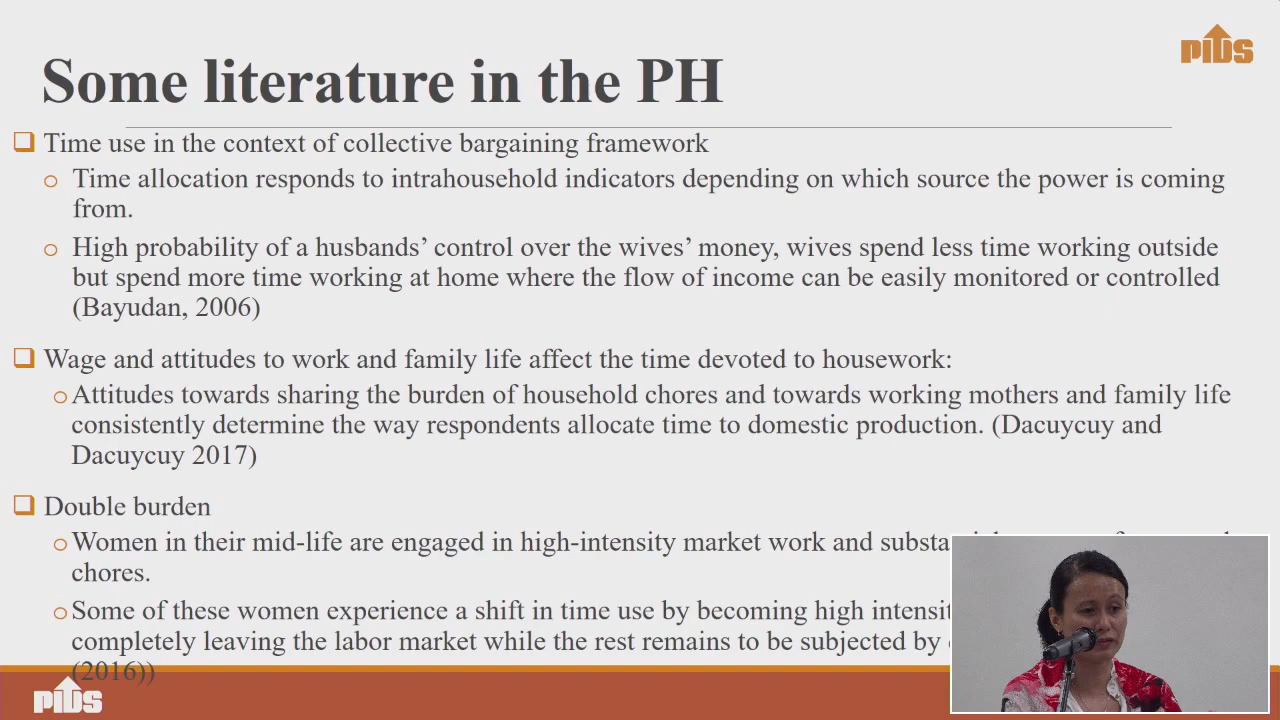 PIDS
Some literature in the PH
Time use in the context of collective bargaining framework
Time allocation responds to intrahousehold indicators depending on which source the power is coming
from.
High probability of a husbands’ control over the wives’ money, wives spend less time working outside
but spend more time working at home where the flow of income can be easily monitored or controlled
(Bayudan, 2006)
Wage and attitudes to work and family life affect the time devoted to housework:
Attitudes towards sharing the burden of household chores and towards working mothers and family life
consistently determine the way respondents allocate time to domestic production. (Dacuycuy and
Dacuycuy 2017)
Double burden
Women in their mid-life are engaged in high-intensity market work and
chores.
Some of these women experience a shift in time use by becoming high
completely leaving the labor market while the rest remains to be subjected by
(2016))
PIDS